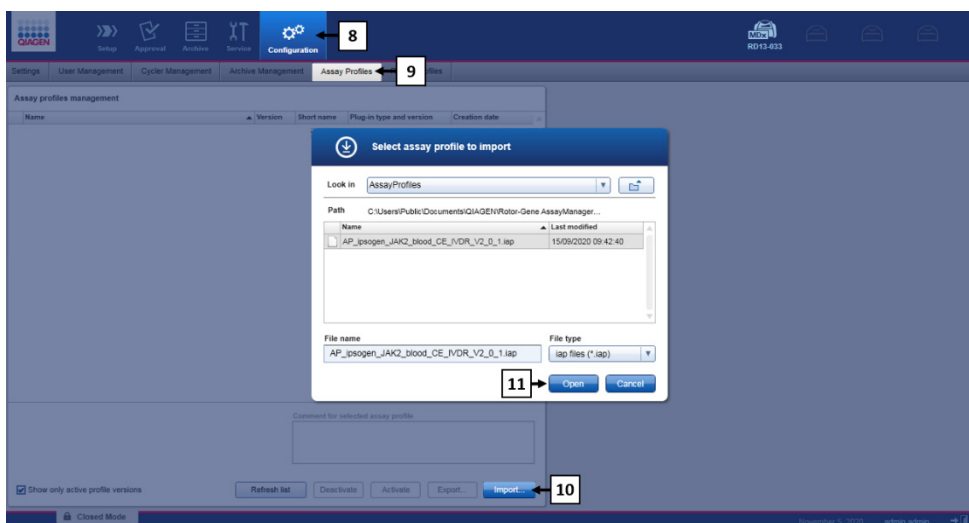 QIAGEN
Setup
Approval
Archive
Service
Configuration
8
MDx
RD13-633
Settings
User Management
Cycler Management
Archive Management
Assay Profiles
9
Assay profiles management
Name
Version
Short name
Plug-in type and version
Creation date
Select assay profile to import
Look in
AssayProfiles
Path
C:\Users\Public\Documents\QIAGEN\Rotor-Gene AssayManager...
Name
Last modified
AP_ipsogen_JAK2_blood_CE_IVDR_V2_0_1.iap
15/09/2020 09:42:40
File name
File type
AP_ipsogen_JAK2_blood_CE_IVDR_V2_0_1.iap
iap files (*.iap)
11
Open
Cancel
Comment for selected assay profile
Show only active profile versions
Refresh list
Deactivate
Activate
Export...
Import...
10
Closed Mode
November 5, 2020
admin admin